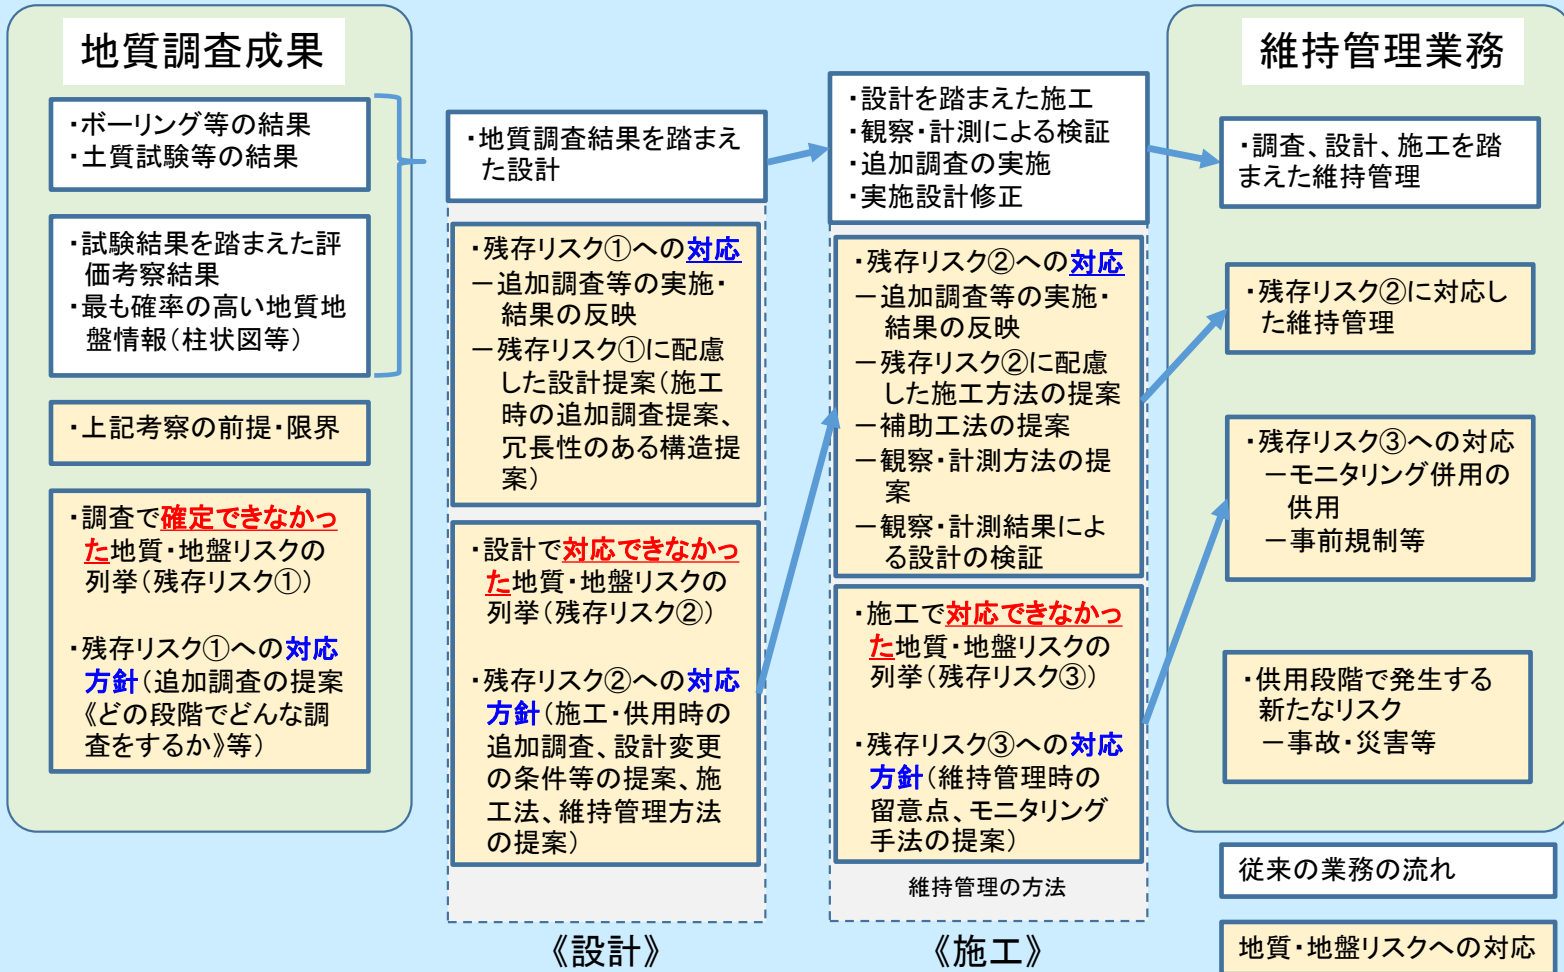 地質調査成果
・ボーリング等の結果
・土質試験等の結果
・試験結果を踏まえた評
価考察結果
・最も確率の高い地質地
盤情報（柱状図等）
・上記考察の前提・限界
・調査で確定できなかっ
た地質・地盤リスクの
列挙（残存リスク①）
・残存リスク①への対応
方針（追加調査の提案
《どの段階でどんな調
査をするか》等）
・地質調査結果を踏まえ
た設計
・残存リスク①への対応
－追加調査等の実施・
結果の反映
－残存リスク①に配慮
した設計提案（施工
時の追加調査提案、
冗長性のある構造提
案）
・設計で対応できなかっ
た地質・地盤リスクの
列挙（残存リスク②）
・残存リスク②への対応
方針（施工・供用時の
追加調査、設計変更
の条件等の提案、施
工法、維持管理方法
の提案）
《設計》
・設計を踏まえた施工
・観察・計測による検証
・追加調査の実施
・実施設計修正
・残存リスク②への対応
－追加調査等の実施・
結果の反映
－残存リスク②に配慮
した施工方法の提案
－補助工法の提案
－観察・計測方法の提
案
－観察・計測結果によ
る設計の検証
・施工で対応できなかっ
た地質・地盤リスクの
列挙（残存リスク③）
・残存リスク③への対応
方針（維持管理時の
留意点、モニタリング
手法の提案）
維持管理の方法
《施工》
維持管理業務
・調査、設計、施工を踏
まえた維持管理
・残存リスク②に対応し
た維持管理
・残存リスク③への対応
－モニタリング併用の
供用
－事前規制等
・供用段階で発生する
新たなリスク
－事故・災害等
従来の業務の流れ
地質・地盤リスクへの対応